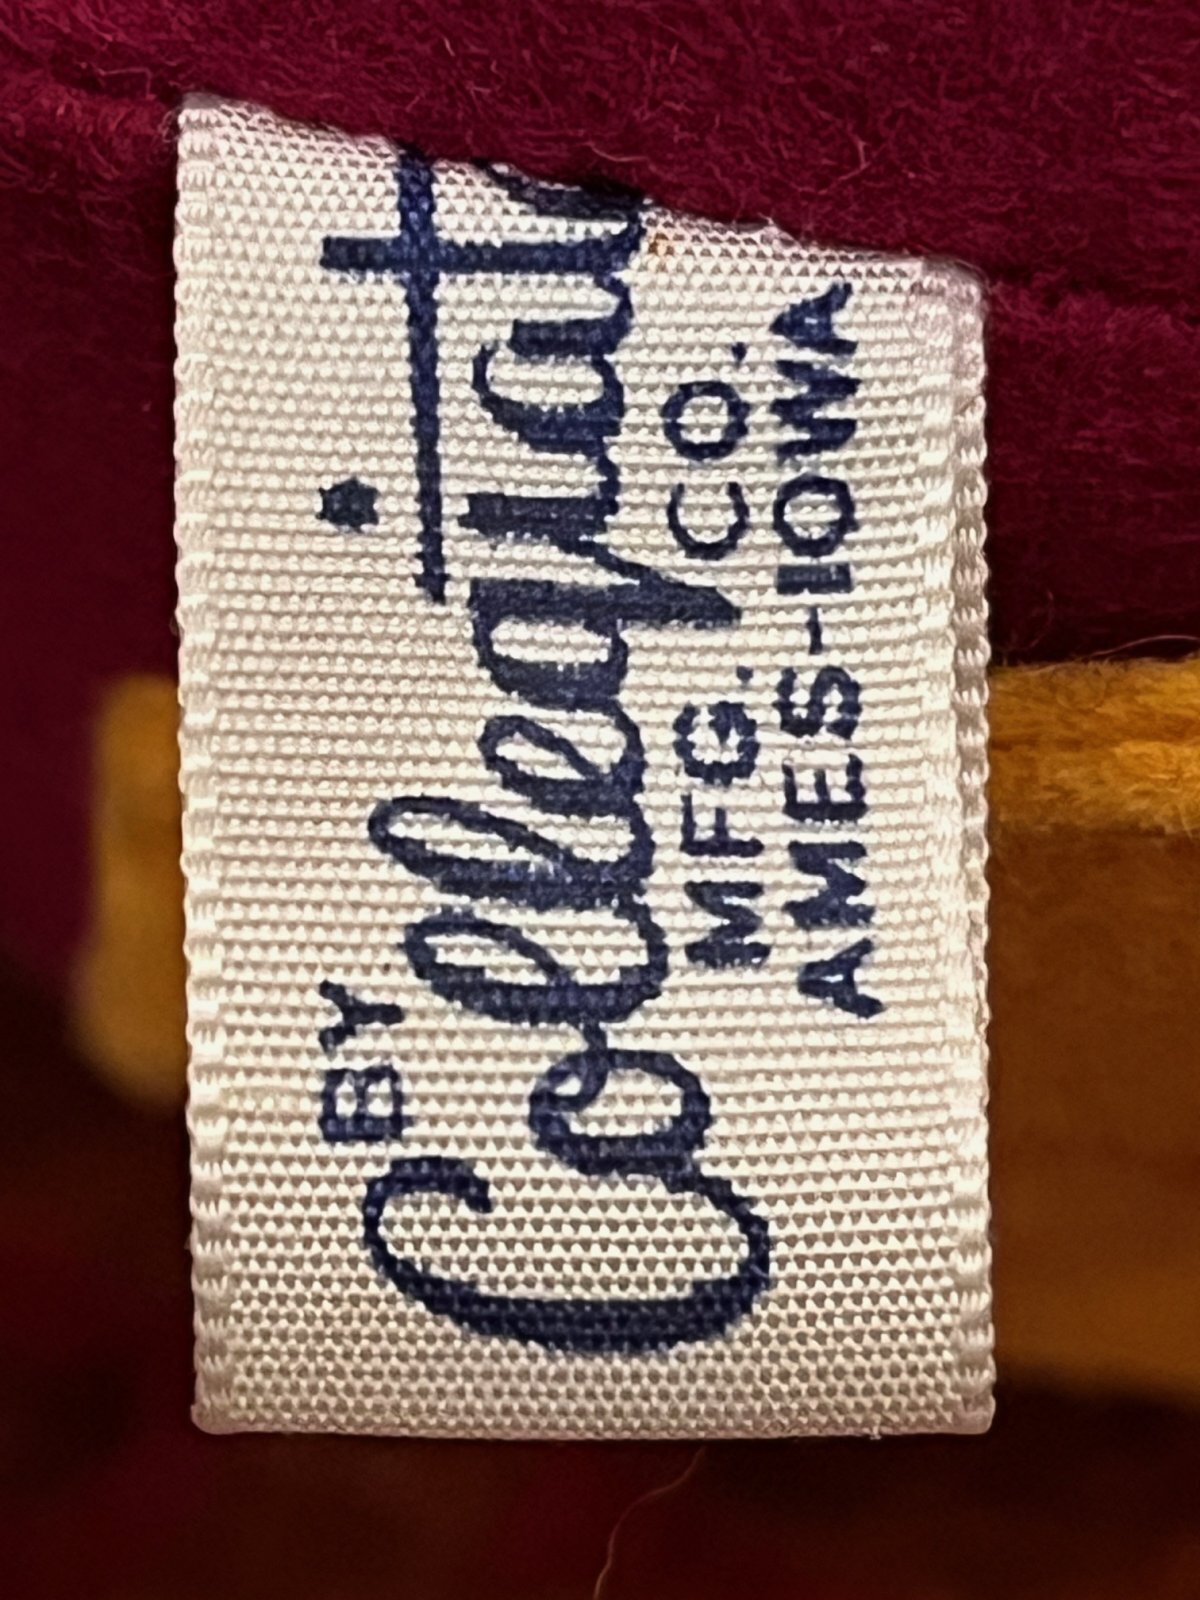 BY
Collegiate
MFG. CO.
AMES-IOWA